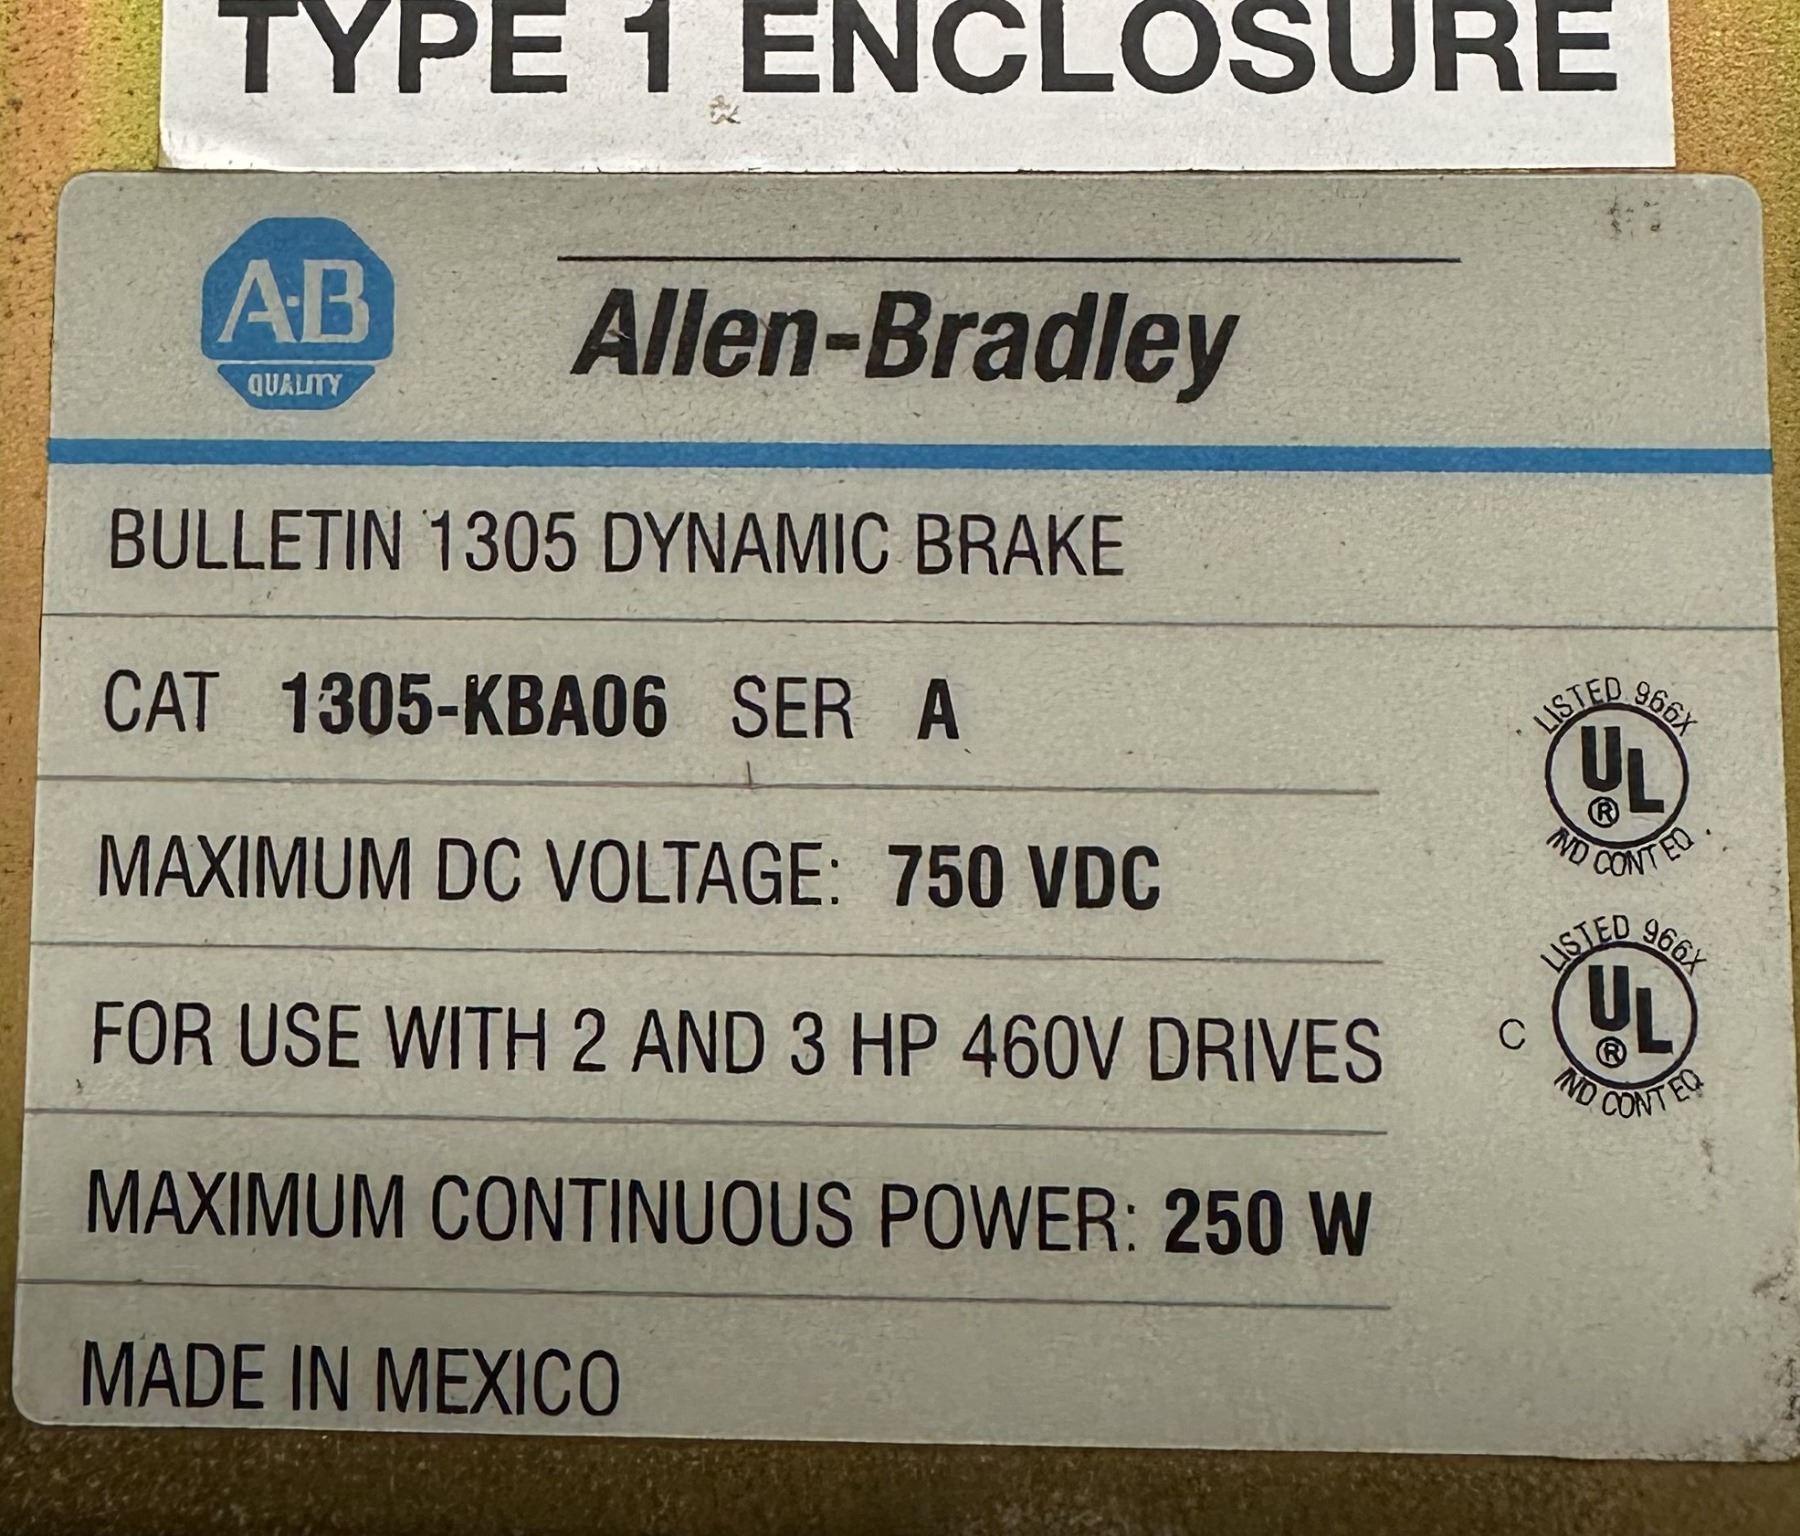 TYPE 1 ENCLOSURE
A·B
QUALITY
Allen-Bradley
BULLETIN 1305 DYNAMIC BRAKE
CAT 1305-KBA06 SER A
LISTED 966X
UL
®
IND CONT EQ
MAXIMUM DC VOLTAGE: 750 VDC
FOR USE WITH 2 AND 3 HP 460V DRIVES
LISTED 966X
C UL
®
IND CONT EQ
MAXIMUM CONTINUOUS POWER: 250 W
MADE IN MEXICO